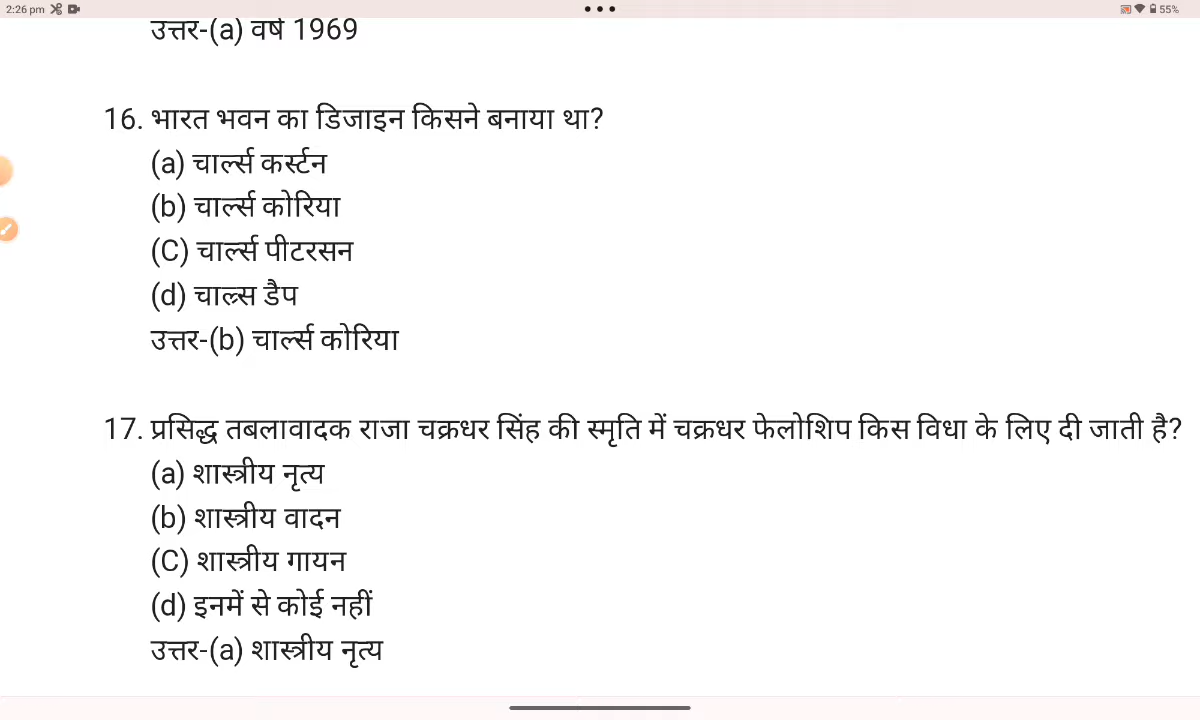 2:26 pm
55%
उत्तर-(a) वर्ष 1969
16. भारत भवन का डिजाइन किसने बनाया था?
(a) चार्ल्स कर्स्टन
(b) चार्ल्स कोरिया
(C) चार्ल्स पीटरसन
(d) चाल्र्स डैप
उत्तर-(b) चार्ल्स कोरिया
17. प्रसिद्ध तबलावादक राजा चक्रधर सिंह की स्मृति में चक्रधर फेलोशिप किस विधा के लिए दी जाती है?
(a) शास्त्रीय नृत्य
(b) शास्त्रीय वादन
(C) शास्त्रीय गायन
(d) इनमें से कोई नहीं
उत्तर-(a) शास्त्रीय नृत्य